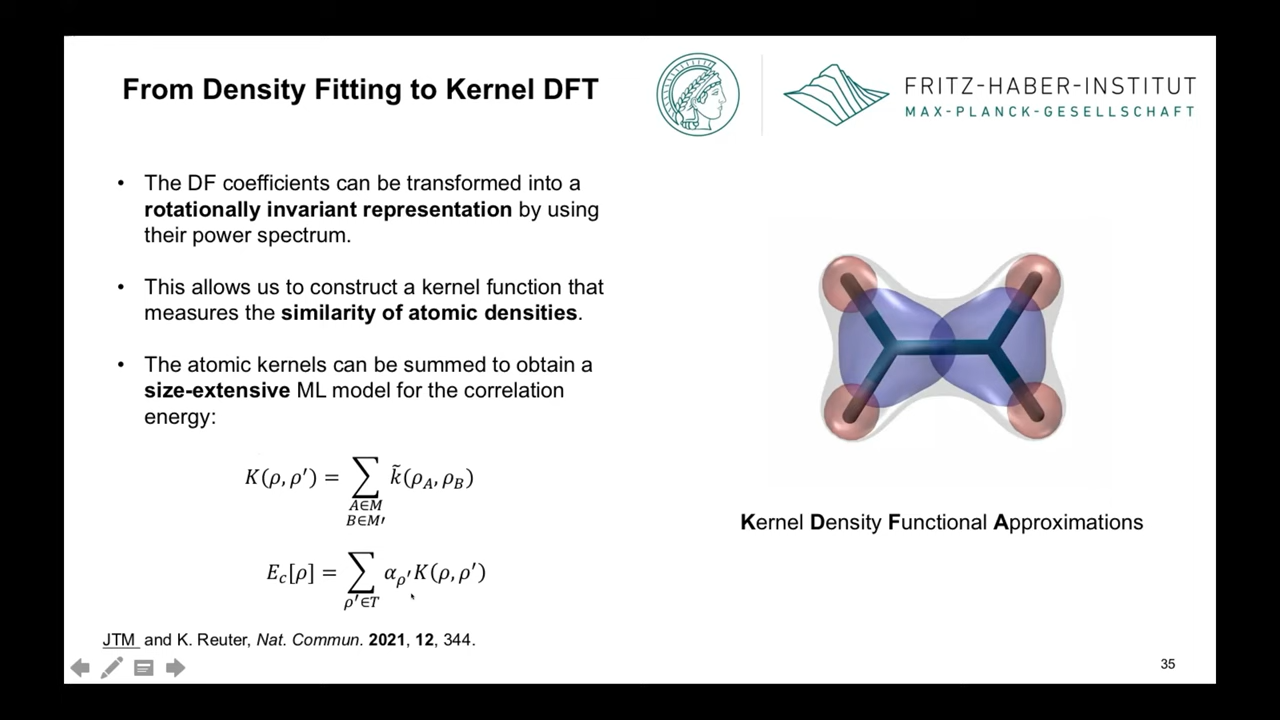 From Density Fitting to Kernel DFT
FRITZ-HABER-INSTITUT
MAX-PLANCK-GESELLSCHAFT
• The DF coefficients can be transformed into a
rotationally invariant representation by using
their power spectrum.
• This allows us to construct a kernel function that
measures the similarity of atomic densities.
• The atomic kernels can be summed to obtain a
size-extensive ML model for the correlation
energy:
K(ρ, ρ′) = ∑_{A∈M B∈M′} k̃(ρ_A, ρ_B)
E_c[ρ] = ∑_{ρ′∈T} α_{ρ′} K(ρ, ρ′)
Kernel Density Functional Approximations
JTM and K. Reuter, Nat. Commun. 2021, 12, 344.
35